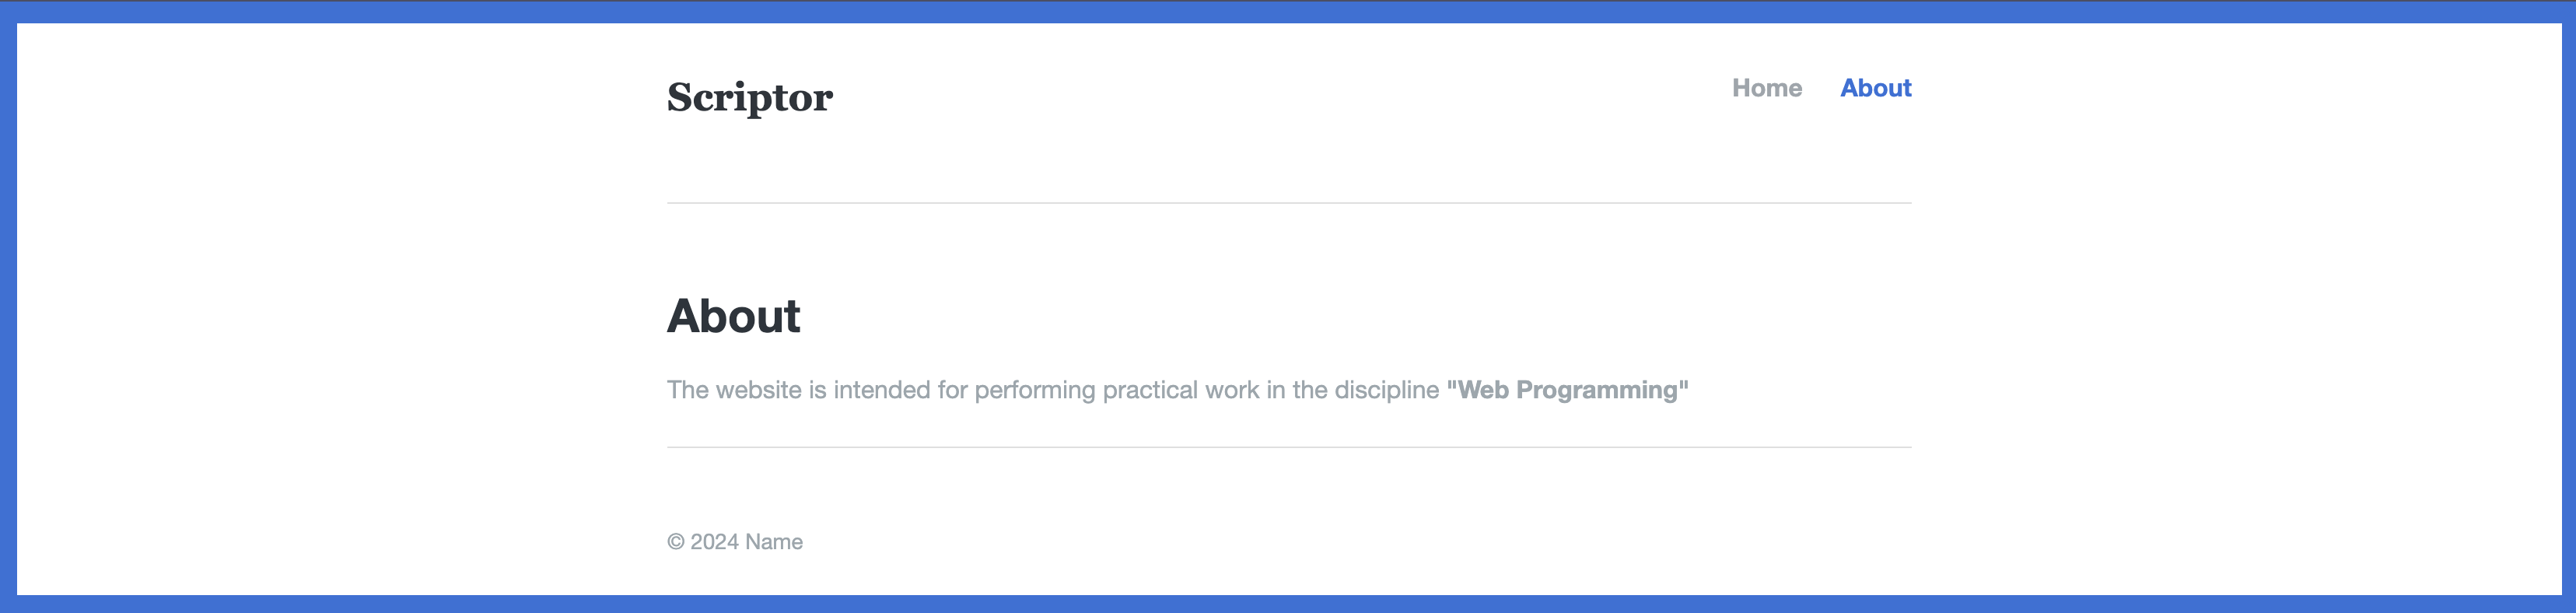 Scriptor
Home About
About
The website is intended for performing practical work in the discipline "Web Programming"
© 2024 Name